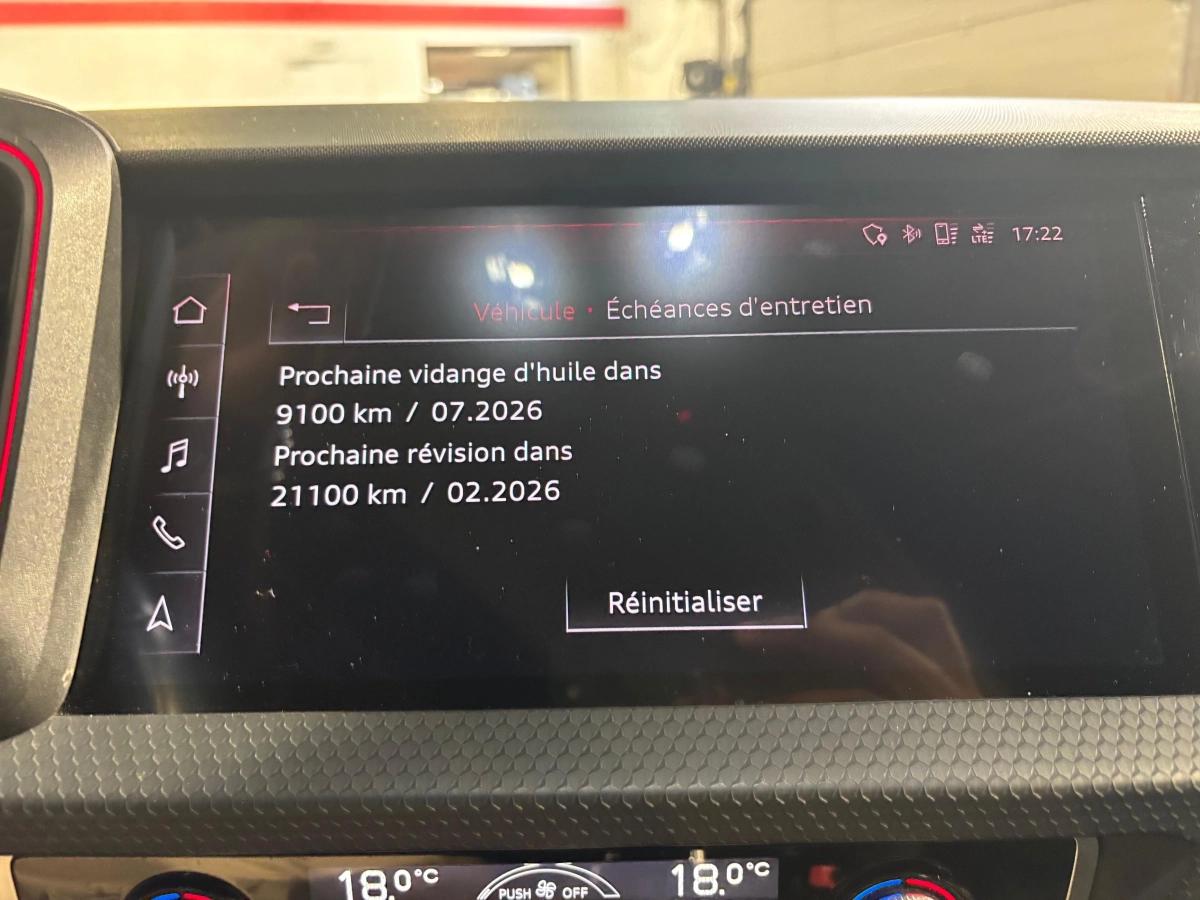 LTE 17:22
Véhicule · Échéances d'entretien
Prochaine vidange d'huile dans
9100 km / 07.2026
Prochaine révision dans
21100 km / 02.2026
Réinitialiser
18.0°C PUSH OFF 18.0°C